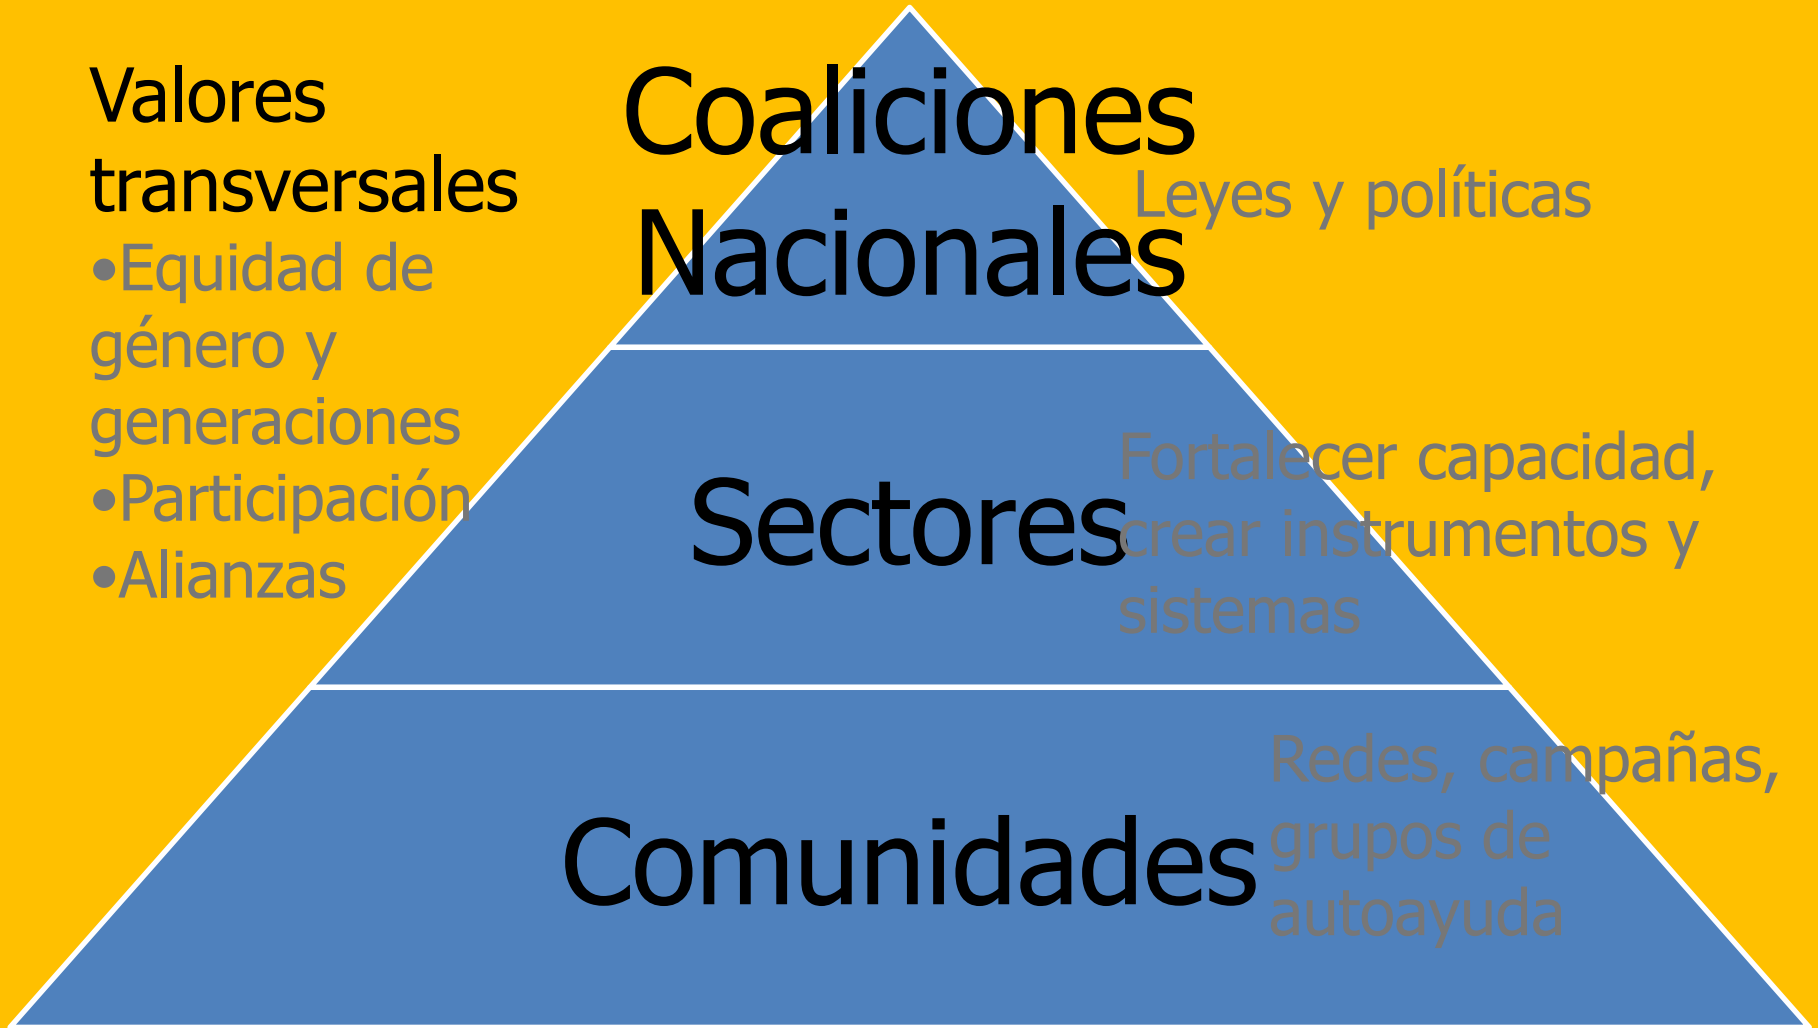 Valores
transversales
•Equidad de
género y
generaciones
•Participación
•Alianzas
Coaliciones
Nacionales
Leyes y políticas
Sectores
Fortalecer capacidad,
crear instrumentos y
sistemas
Comunidades
Redes, campañas,
grupos de
autoayuda